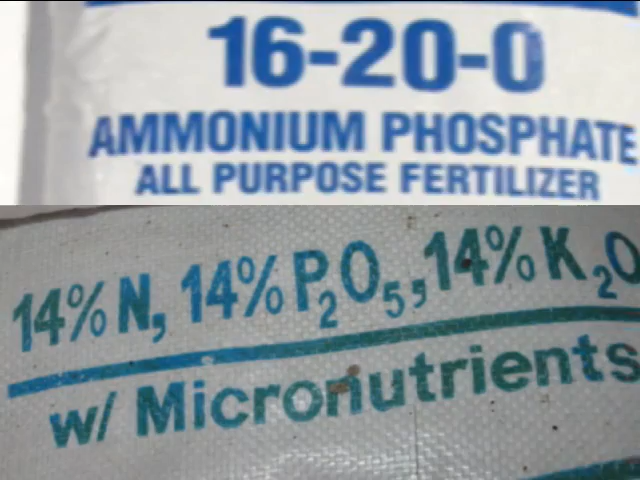 16-20-0
AMMONIUM PHOSPHATE
ALL PURPOSE FERTILIZER
14% N, 14% P₂O₅, 14% K₂O
w/ Micronutrients